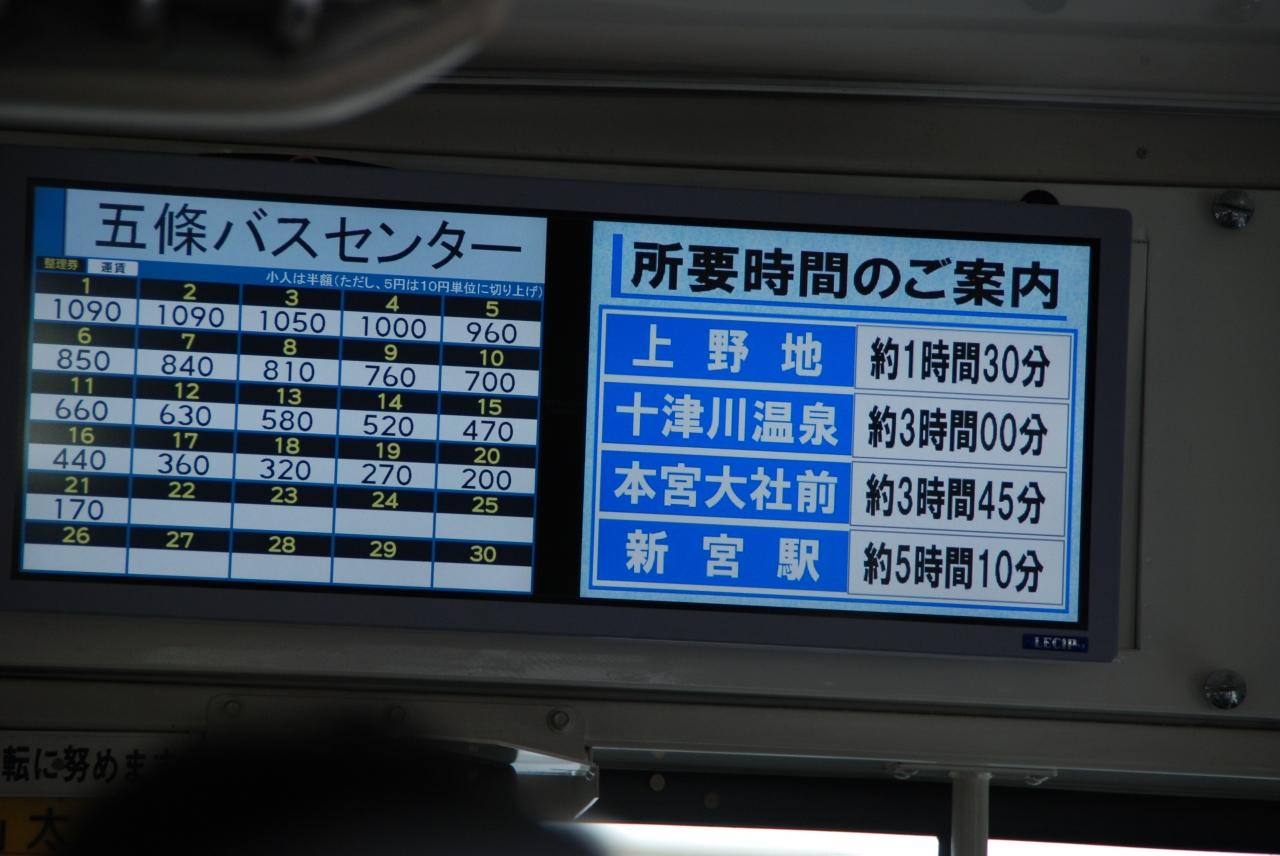 五條バスセンター
整理券 運賃 小人は半額(ただし、5円は10円単位に切り上げ)
1 2 3 4 5
1090 1090 1050 1000 960
6 7 8 9 10
850 840 810 760 700
11 12 13 14 15
660 630 580 520 470
16 17 18 19 20
440 360 320 270 200
21 22 23 24 25
170
26 27 28 29 30
所要時間のご案内
上野地 約1時間30分
十津川温泉 約3時間00分
本宮大社前 約3時間45分
新宮駅 約5時間10分
LECIP
転に努めま
太